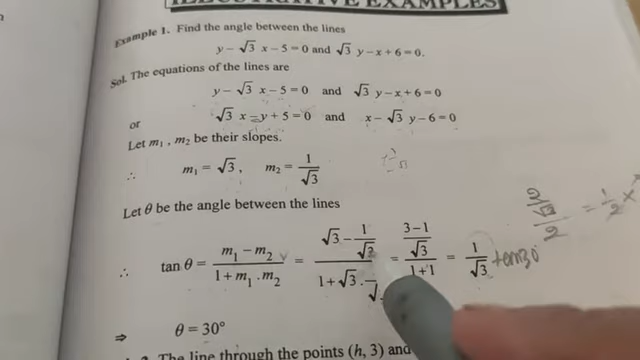 ILLUSTRATIVE EXAMPLES
Example 1. Find the angle between the lines
y − √3 x − 5 = 0 and √3 y − x + 6 = 0.
Sol. The equations of the lines are
y − √3 x − 5 = 0 and √3 y − x + 6 = 0
or √3 x − y + 5 = 0 and x − √3 y − 6 = 0
Let m₁ , m₂ be their slopes.
∴ m₁ = √3 , m₂ = 1/√3
Let θ be the angle between the lines
∴ tan θ = (m₁ − m₂)/(1 + m₁ . m₂) = (√3 − 1/√3)/(1 + √3 . 1/√ = ((3 − 1)/√3)/(1 + 1) = 1/√3 tan30
⇒ θ = 30°
The line through the points (h, 3) and